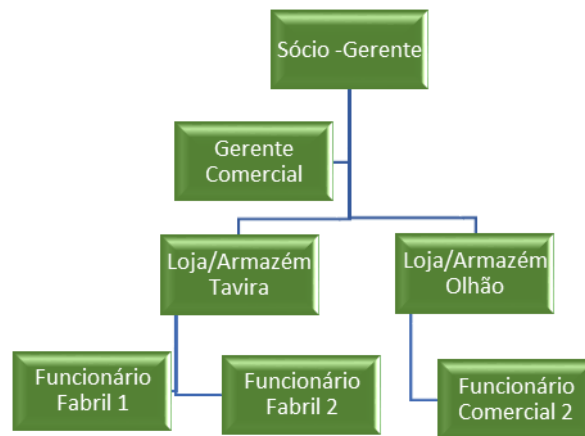 Sócio -Gerente
Gerente
Comercial
Loja/Armazém
Tavira
Loja/Armazém
Olhão
Funcionário
Fabril 1
Funcionário
Fabril 2
Funcionário
Comercial 2